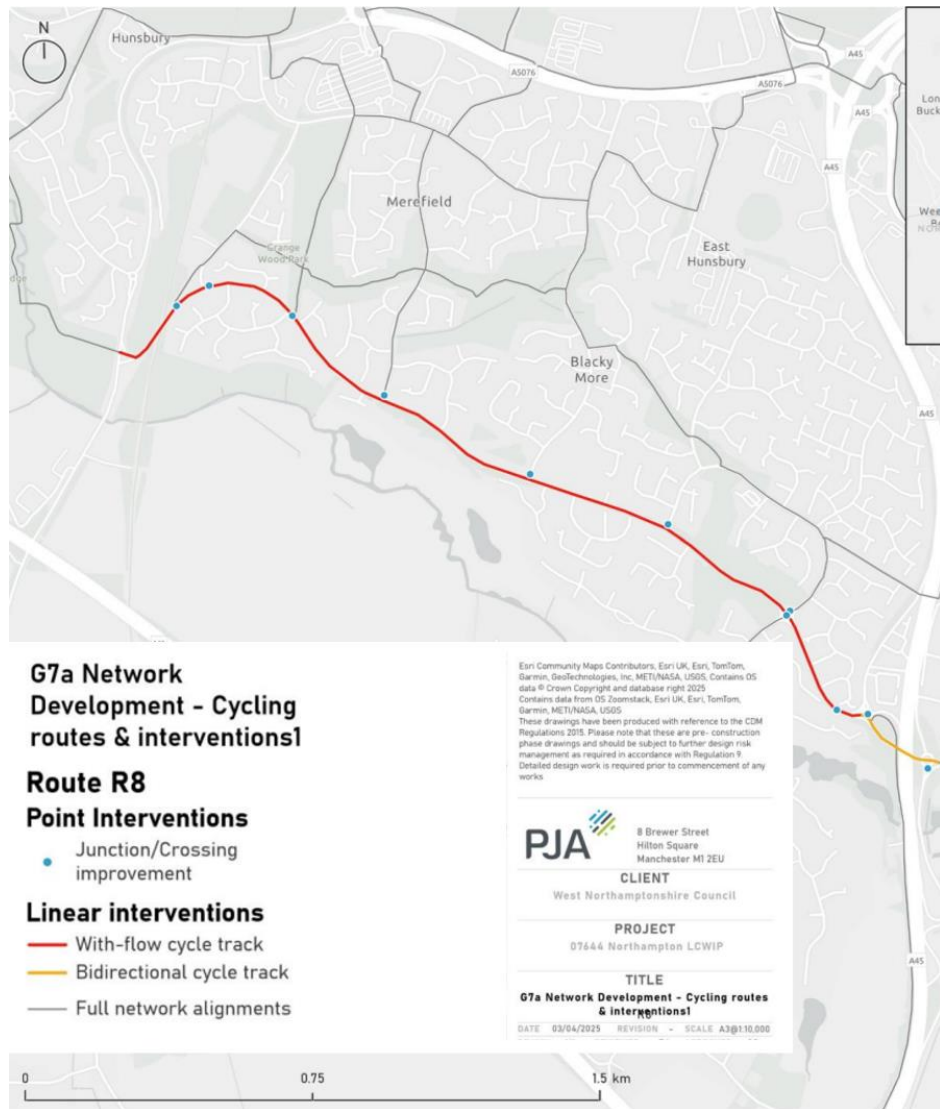 N
Hunsbury
A5076
A5076
A45
A45
A45
Lon
Buck
Wee
Merefield
Grange
Wood Park
East
Hunsbury
dge
Blacky
More
A45
G7a Network
Development - Cycling
routes & interventions1
Route R8
Point Interventions
Junction/Crossing
improvement
Linear interventions
With-flow cycle track
Bidirectional cycle track
Full network alignments
Esri Community Maps Contributors, Esri UK, Esri, TomTom,
Garmin, GeoTechnologies, Inc, METI/NASA, USGS, Contains OS
data © Crown Copyright and database right 2025
Contains data from OS Zoomstack, Esri UK, Esri, TomTom,
Garmin, METI/NASA, USGS
These drawings have been produced with reference to the CDM
Regulations 2015. Please note that these are pre- construction
phase drawings and should be subject to further design risk
management as required in accordance with Regulation 9.
Detailed design work is required prior to commencement of any
works
PJA
8 Brewer Street
Hilton Square
Manchester M1 2EU
CLIENT
West Northamptonshire Council
PROJECT
07644 Northampton LCWIP
TITLE
G7a Network Development - Cycling routes
& interventions1
R8
DATE 03/04/2025 REVISION - SCALE A3@1:10,000
A45
0 0.75 1.5 km